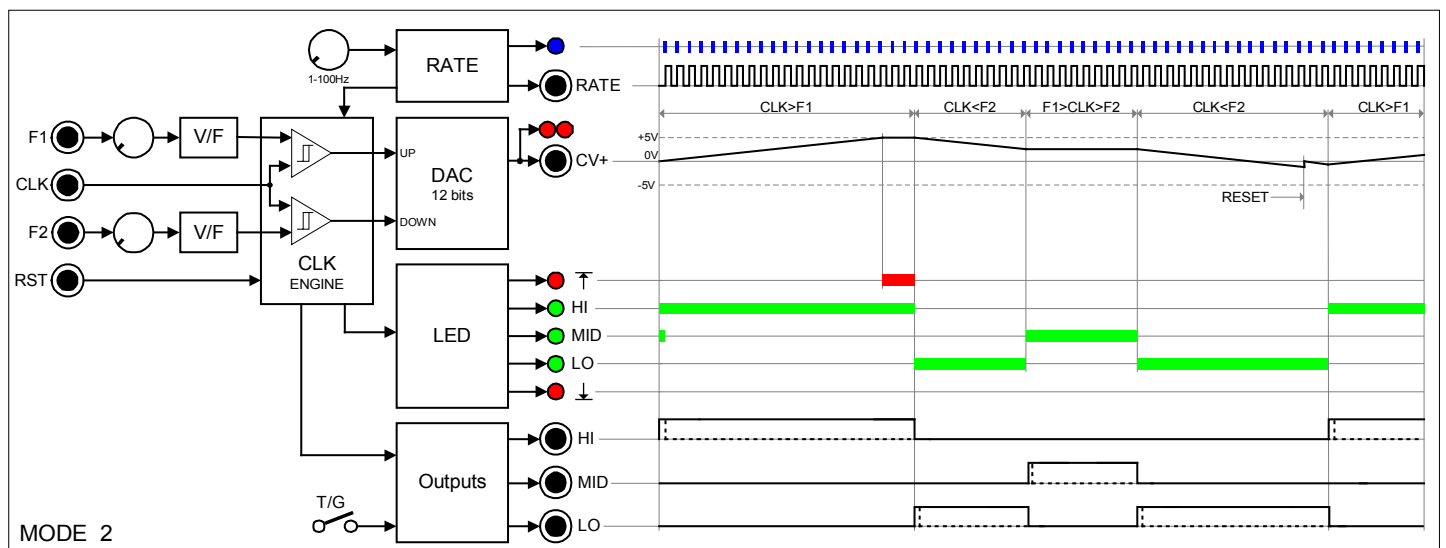 1-100Hz
RATE
RATE
CLK>F1
CLK<F2
F1>CLK>F2
CLK<F2
CLK>F1
F1
V/F
UP
DAC
12 bits
CV+
+5V
0V
-5V
CLK
RESET
F2
V/F
DOWN
CLK
ENGINE
RST
LED
HI
MID
LO
Outputs
HI
MID
LO
T/G
MODE 2